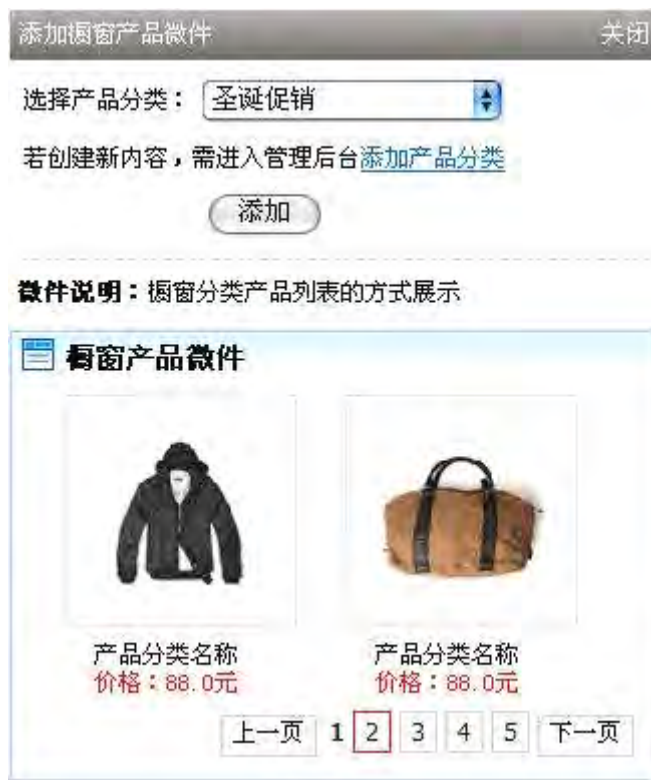 添加橱窗产品微件 关闭
选择产品分类： 圣诞促销
若创建新内容，需进入管理后台添加产品分类
添加
微件说明：橱窗分类产品列表的方式展示
橱窗产品微件
产品分类名称 产品分类名称
价格：88.0元 价格：88.0元
上一页 1 2 3 4 5 下一页